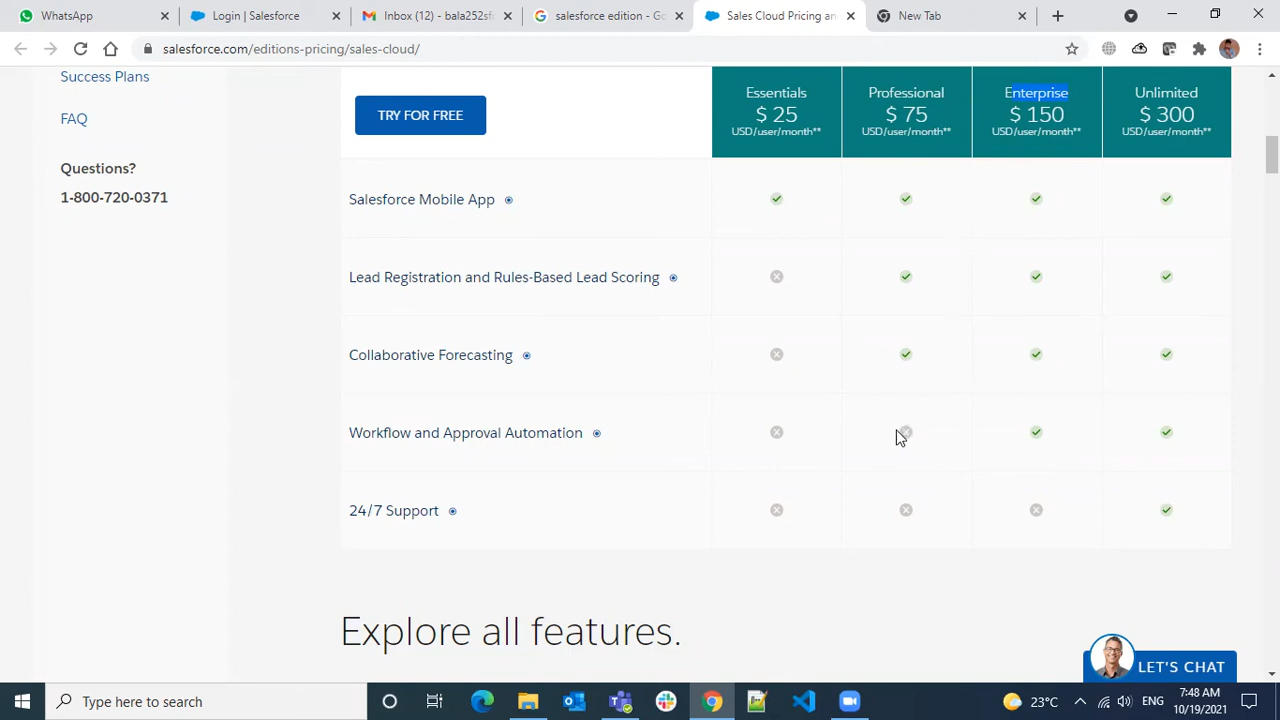 WhatsApp
Login | Salesforce
Inbox (12) - bala252sf
salesforce edition - Go
Sales Cloud Pricing an
New Tab
salesforce.com/editions-pricing/sales-cloud/
Success Plans
FAQ
Questions?
1-800-720-0371
TRY FOR FREE
Essentials
$ 25
USD/user/month**
Professional
$ 75
USD/user/month**
Enterprise
$ 150
USD/user/month**
Unlimited
$ 300
USD/user/month**
Salesforce Mobile App
Lead Registration and Rules-Based Lead Scoring
Collaborative Forecasting
Workflow and Approval Automation
24/7 Support
Explore all features.
LET'S CHAT
Type here to search
23°C
ENG
7:48 AM
10/19/2021